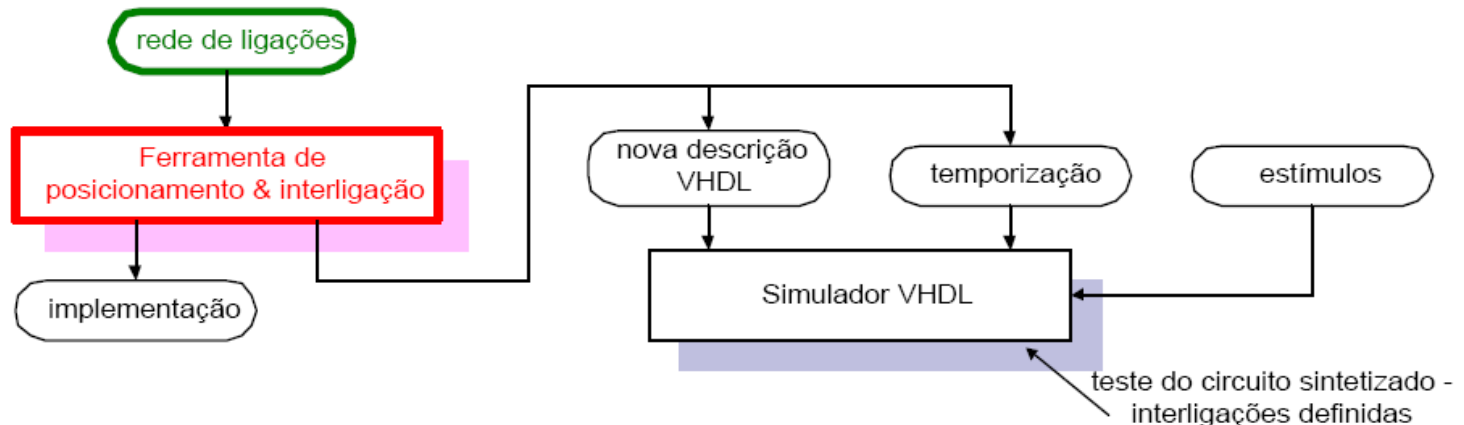 rede de ligações
Ferramenta de
posicionamento & interligação
implementação
nova descrição
VHDL
temporização
estímulos
Simulador VHDL
teste do circuito sintetizado -
interligações definidas